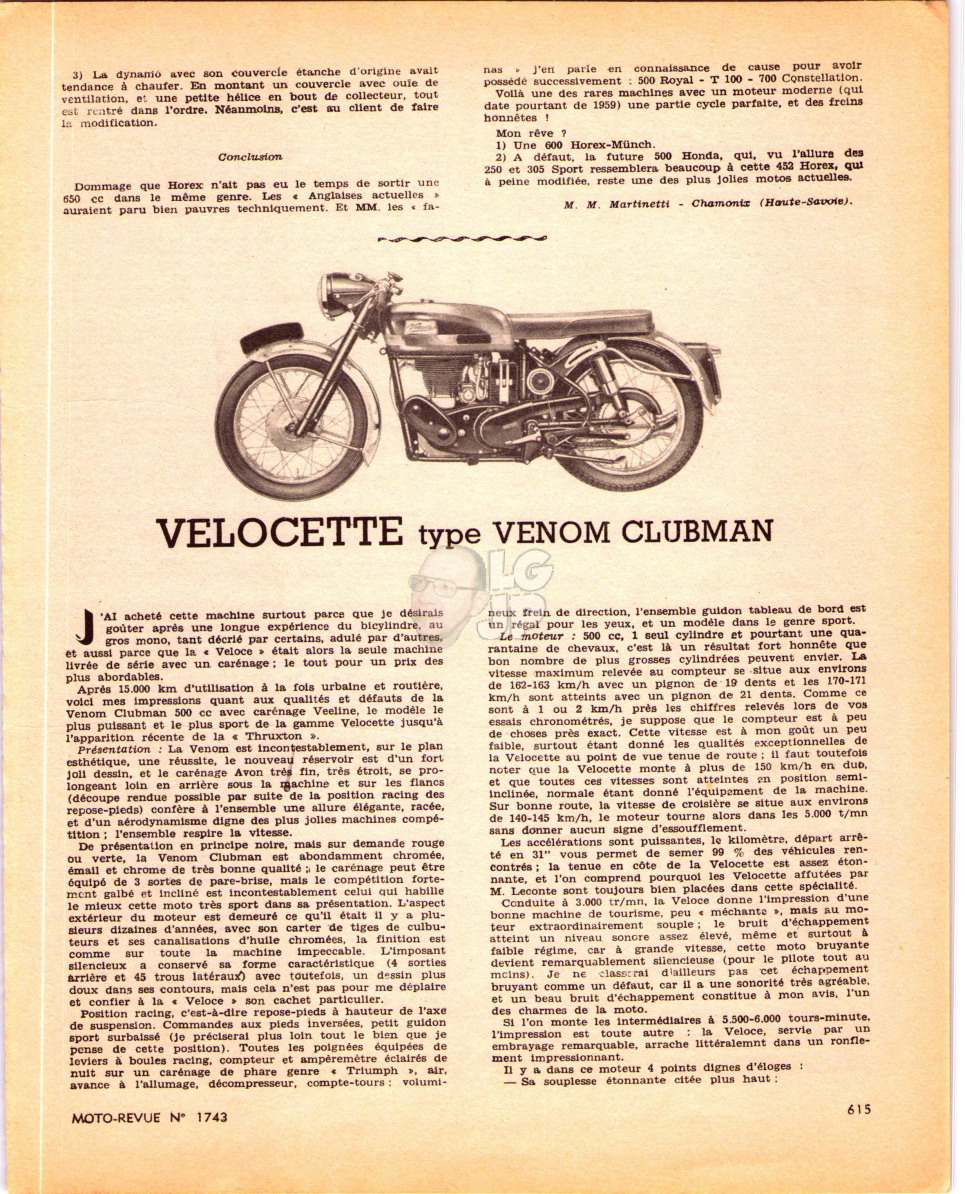 3) La dynamo avec son couvercle étanche d'origine avait
tendance à chaufer. En montant un couvercle avec ouïe de
ventilation, et une petite hélice en bout de collecteur, tout
est rentré dans l'ordre. Néanmoins, c'est au client de faire
la modification.
Conclusion
Dommage que Horex n'ait pas eu le temps de sortir une
650 cc dans le même genre. Les « Anglaises actuelles »
auraient paru bien pauvres techniquement. Et MM. les « fa-
nas » j'en parle en connaissance de cause pour avoir
possédé successivement : 500 Royal - T 100 - 700 Constellation.
Voilà une des rares machines avec un moteur moderne (qui
date pourtant de 1959) une partie cycle parfaite, et des freins
honnêtes !
Mon rêve ?
1) Une 600 Horex-Münch.
2) A défaut, la future 500 Honda, qui, vu l'allure des
250 et 305 Sport ressemblera beaucoup à cette 452 Horex, qui
à peine modifiée, reste une des plus jolies motos actuelles.
M. M. Martinetti - Chamonix (Haute-Savoie).
VELOCETTE type VENOM CLUBMAN
LG
JP
J'AI acheté cette machine surtout parce que je désirais
goûter après une longue expérience du bicylindre, au
gros mono, tant décrié par certains, adulé par d'autres,
et aussi parce que la « Veloce » était alors la seule machine
livrée de série avec un carénage ; le tout pour un prix des
plus abordables.
Après 15.000 km d'utilisation à la fois urbaine et routière,
voici mes impressions quant aux qualités et défauts de la
Venom Clubman 500 cc avec carénage Veeline, le modèle le
plus puissant et le plus sport de la gamme Velocette jusqu'à
l'apparition récente de la « Thruxton ».
Présentation : La Venom est incontestablement, sur le plan
esthétique, une réussite, le nouveau réservoir est d'un fort
joli dessin, et le carénage Avon très fin, très étroit, se pro-
longeant loin en arrière sous la machine et sur les flancs
(découpe rendue possible par suite de la position racing des
repose-pieds) confère à l'ensemble une allure élégante, racée,
et d'un aérodynamisme digne des plus jolies machines compé-
tition ; l'ensemble respire la vitesse.
De présentation en principe noire, mais sur demande rouge
ou verte, la Venom Clubman est abondamment chromée,
émail et chrome de très bonne qualité ; le carénage peut être
équipé de 3 sortes de pare-brise, mais le compétition forte-
ment galbé et incliné est incontestablement celui qui habille
le mieux cette moto très sport dans sa présentation. L'aspect
extérieur du moteur est demeuré ce qu'il était il y a plu-
sieurs dizaines d'années, avec son carter de tiges de culbu-
teurs et ses canalisations d'huile chromées, la finition est
comme sur toute la machine impeccable. L'imposant
silencieux a conservé sa forme caractéristique (4 sorties
arrière et 45 trous latéraux) avec toutefois, un dessin plus
doux dans ses contours, mais cela n'est pas pour me déplaire
et confier à la « Veloce » son cachet particulier.
Position racing, c'est-à-dire repose-pieds à hauteur de l'axe
de suspension. Commandes aux pieds inversées, petit guidon
sport surbaissé (je préciserai plus loin tout le bien que je
pense de cette position). Toutes les poignées équipées de
leviers à boules racing, compteur et ampèremètre éclairés de
nuit sur un carénage de phare genre « Triumph », air,
avance à l'allumage, décompresseur, compte-tours ; volumi-
neux frein de direction, l'ensemble guidon tableau de bord est
un régal pour les yeux, et un modèle dans le genre sport.
Le moteur : 500 cc, 1 seul cylindre et pourtant une qua-
rantaine de chevaux, c'est là un résultat fort honnête que
bon nombre de plus grosses cylindrées peuvent envier. La
vitesse maximum relevée au compteur se situe aux environs
de 162-163 km/h avec un pignon de 19 dents et les 170-171
km/h sont atteints avec un pignon de 21 dents. Comme ce
sont à 1 ou 2 km/h près les chiffres relevés lors de vos
essais chronométrés, je suppose que le compteur est à peu
de choses près exact. Cette vitesse est à mon goût un peu
faible, surtout étant donné les qualités exceptionnelles de
la Velocette au point de vue tenue de route ; il faut toutefois
noter que la Velocette monte à plus de 150 km/h en duo,
et que toutes ces vitesses sont atteintes en position semi-
inclinée, normale étant donné l'équipement de la machine.
Sur bonne route, la vitesse de croisière se situe aux environs
de 140-145 km/h, le moteur tourne alors dans les 5.000 t/mn
sans donner aucun signe d'essoufflement.
Les accélérations sont puissantes, le kilomètre, départ arrê-
té en 31" vous permet de semer 99 % des véhicules ren-
contrés ; la tenue en côte de la Velocette est assez éton-
nante, et l'on comprend pourquoi les Velocette affutées par
M. Leconte sont toujours bien placées dans cette spécialité.
Conduite à 3.000 tr/mn, la Veloce donne l'impression d'une
bonne machine de tourisme, peu « méchante », mais au mo-
teur extraordinairement souple ; le bruit d'échappement
atteint un niveau sonore assez élevé, même et surtout à
faible régime, car à grande vitesse, cette moto bruyante
devient remarquablement silencieuse (pour le pilote tout au
moins). Je ne classerai d'ailleurs pas cet échappement
bruyant comme un défaut, car il a une sonorité très agréable,
et un beau bruit d'échappement constitue à mon avis, l'un
des charmes de la moto.
Si l'on monte les intermédiaires à 5.500-6.000 tours-minute,
l'impression est toute autre : la Veloce, servie par un
embrayage remarquable, arrache littéralemnt dans un ronfle-
ment impressionnant.
Il y a dans ce moteur 4 points dignes d'éloges :
— Sa souplesse étonnante citée plus haut ;
MOTO-REVUE N° 1743
615